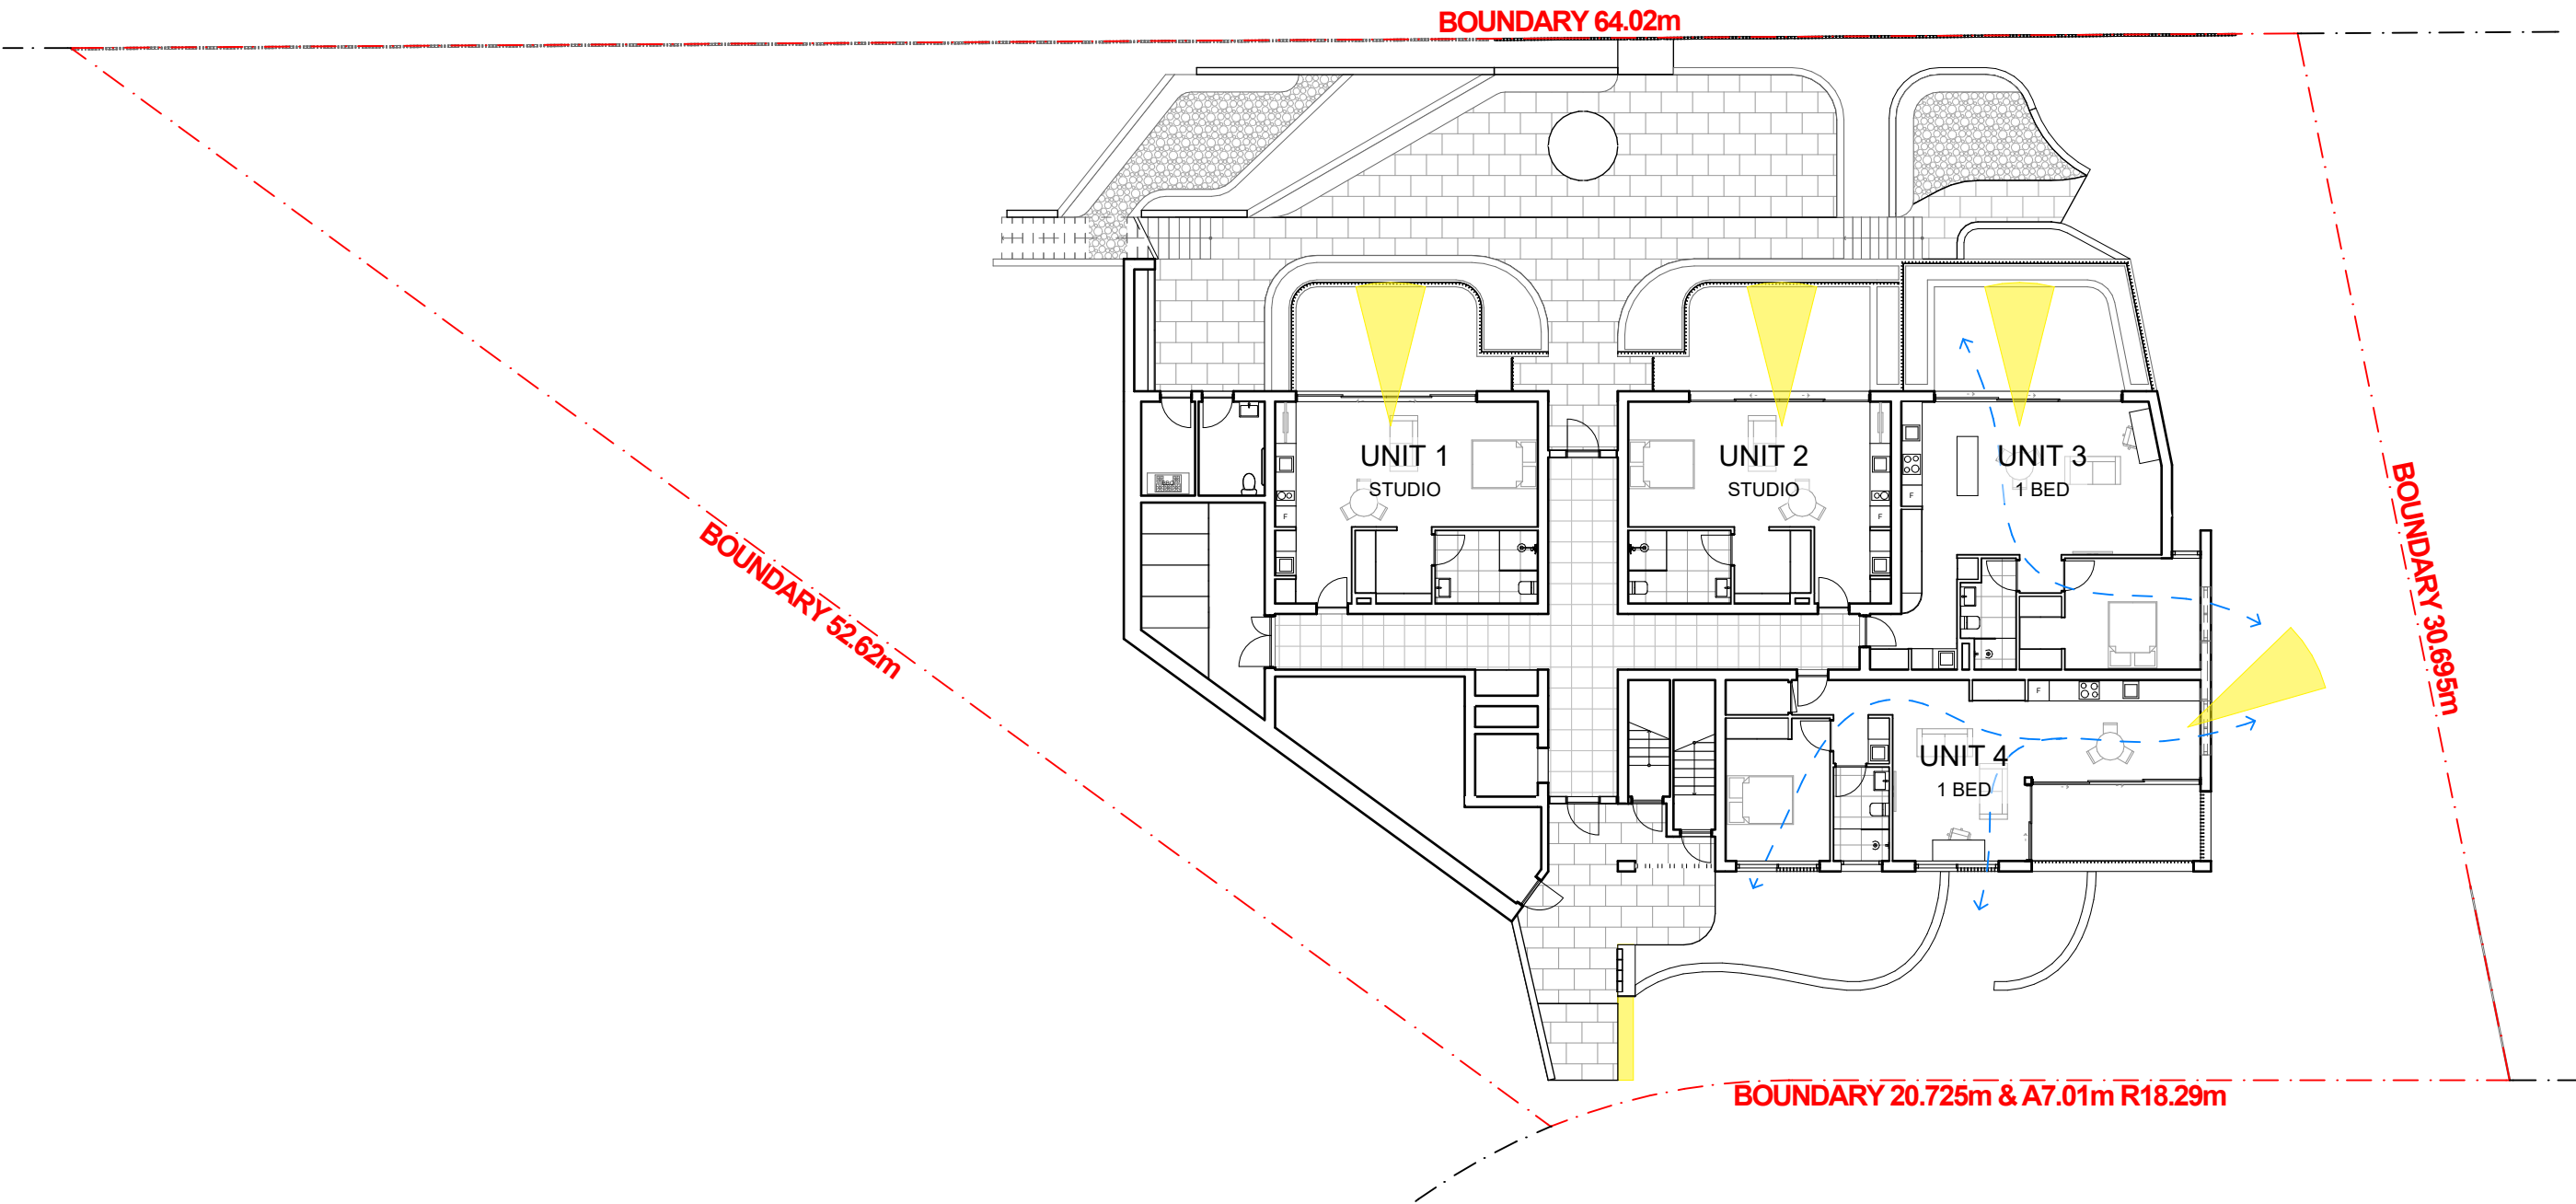 BOUNDARY 64.02m
UNIT 1
STUDIO
UNIT 2
STUDIO
UNIT 3
1 BED
F
F
F
BOUNDARY 52.62m
BOUNDARY 30.695m
F
UNIT 4
1 BED
BOUNDARY 20.725m & A7.01m R18.29m